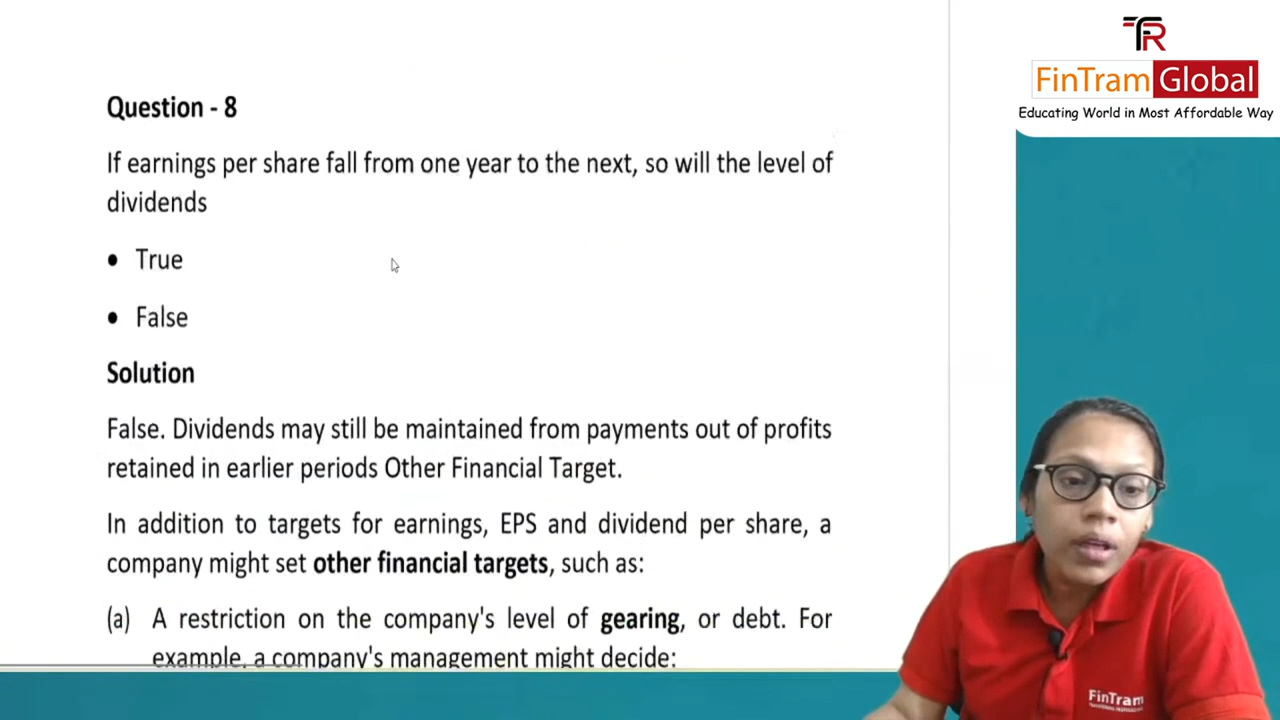 Question - 8
If earnings per share fall from one year to the next, so will the level of
dividends
• True
• False
Solution
False. Dividends may still be maintained from payments out of profits
retained in earlier periods Other Financial Target.
In addition to targets for earnings, EPS and dividend per share, a
company might set other financial targets, such as:
(a) A restriction on the company's level of gearing, or debt. For
example, a company's management might decide:
FinTram Global
Educating World in Most Affordable Way
FinTram